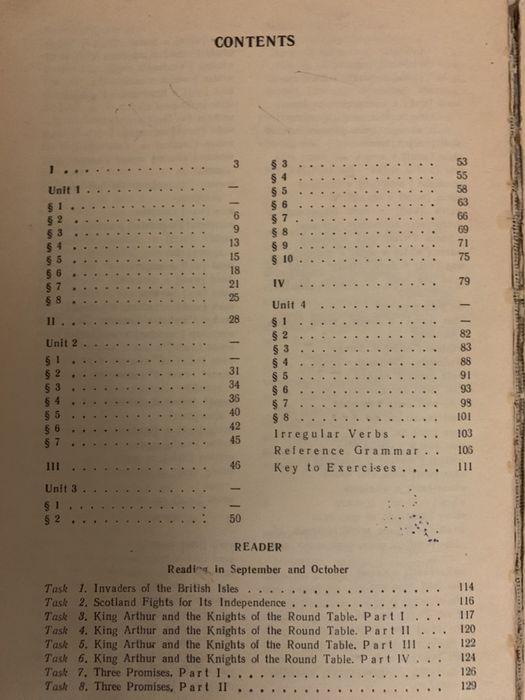 CONTENTS
I . . . . . . . . . . . . . 3
Unit 1 . . . . . . . . . . . —
§ 1 . . . . . . . . . . . . —
§ 2 . . . . . . . . . . . . 6
§ 3 . . . . . . . . . . . . 9
§ 4 . . . . . . . . . . . . 13
§ 5 . . . . . . . . . . . . 15
§ 6 . . . . . . . . . . . . 18
§ 7 . . . . . . . . . . . . 21
§ 8 . . . . . . . . . . . . 25
II . . . . . . . . . . . . . 28
Unit 2 . . . . . . . . . . . —
§ 1 . . . . . . . . . . . . —
§ 2 . . . . . . . . . . . . 31
§ 3 . . . . . . . . . . . . 34
§ 4 . . . . . . . . . . . . 36
§ 5 . . . . . . . . . . . . 40
§ 6 . . . . . . . . . . . . 42
§ 7 . . . . . . . . . . . . 45
III . . . . . . . . . . . . 46
Unit 3 . . . . . . . . . . . —
§ 1 . . . . . . . . . . . . —
§ 2 . . . . . . . . . . . . 50
§ 3 . . . . . . . . . . . . 53
§ 4 . . . . . . . . . . . . 55
§ 5 . . . . . . . . . . . . 58
§ 6 . . . . . . . . . . . . 63
§ 7 . . . . . . . . . . . . 66
§ 8 . . . . . . . . . . . . 69
§ 9 . . . . . . . . . . . . 71
§ 10 . . . . . . . . . . . . 75
IV . . . . . . . . . . . . 79
Unit 4 . . . . . . . . . . —
§ 1 . . . . . . . . . . . . —
§ 2 . . . . . . . . . . . . 82
§ 3 . . . . . . . . . . . . 83
§ 4 . . . . . . . . . . . . 88
§ 5 . . . . . . . . . . . . 91
§ 6 . . . . . . . . . . . . 93
§ 7 . . . . . . . . . . . . 98
§ 8 . . . . . . . . . . . . 101
Irregular Verbs . . . . 103
Reference Grammar . . 106
Key to Exercises . . . . 111
READER
Reading in September and October
Task 1. Invaders of the British Isles . . . . . . . . . . . . . . . . 114
Task 2. Scotland Fights for Its Independence . . . . . . . . . . . . 116
Task 3. King Arthur and the Knights of the Round Table. Part I . . . 117
Task 4. King Arthur and the Knights of the Round Table. Part II . . . 120
Task 5. King Arthur and the Knights of the Round Table. Part III . . 122
Task 6. King Arthur and the Knights of the Round Table. Part IV . . . 124
Task 7. Three Promises. Part I . . . . . . . . . . . . . . . . . . 126
Task 8. Three Promises, Part II . . . . . . . . . . . . . . . . . . 129